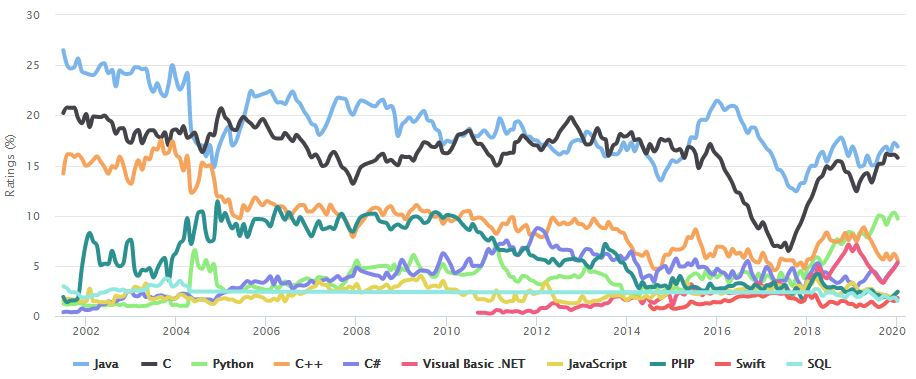 30
25
20
15
10
5
0
Ratings (%)
2002 2004 2006 2008 2010 2012 2014 2016 2018 2020
Java C Python C++ C# Visual Basic .NET JavaScript PHP Swift SQL